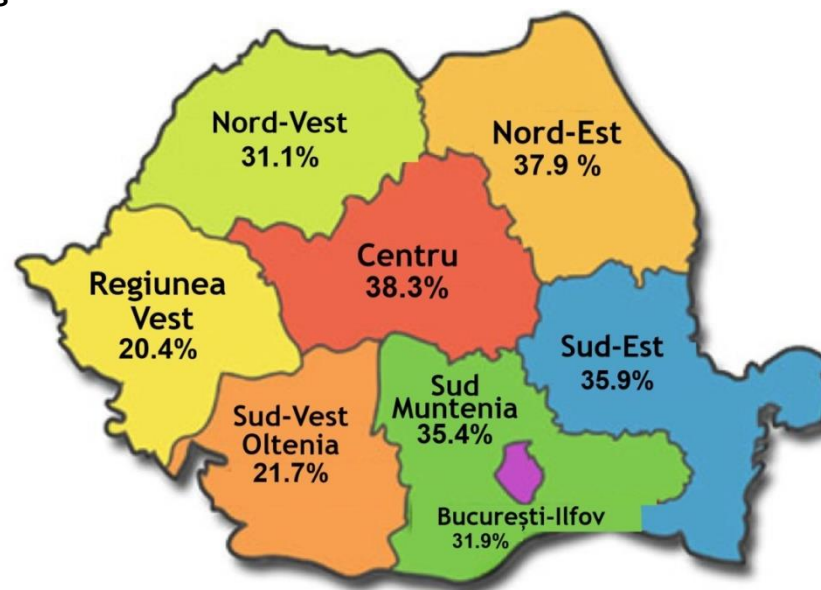 Nord-Vest
31.1%
Nord-Est
37.9 %
Centru
38.3%
Regiunea
Vest
20.4%
Sud-Est
35.9%
Sud
Muntenia
35.4%
Sud-Vest
Oltenia
21.7%
București-Ilfov
31.9%